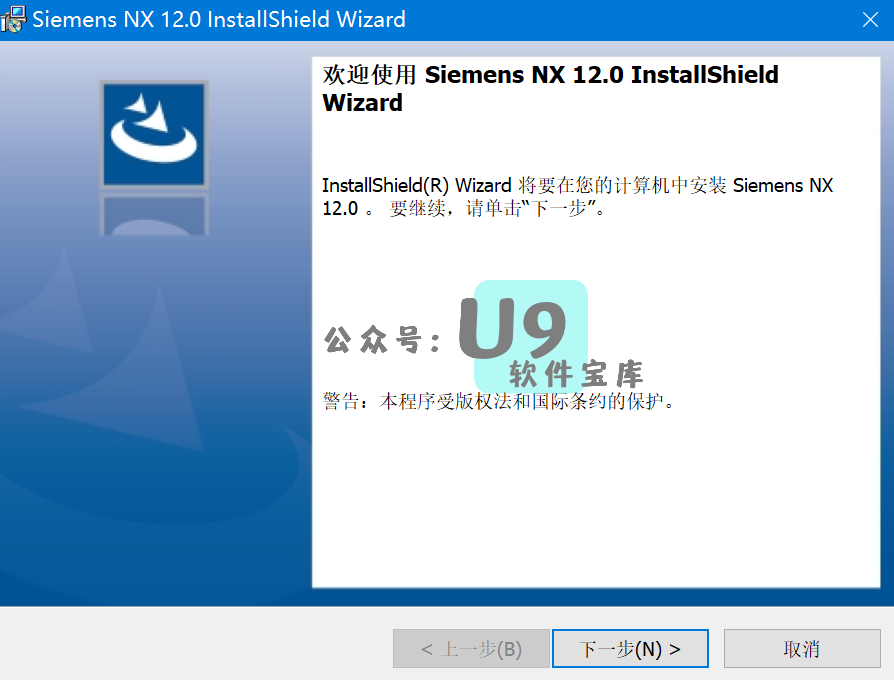 Siemens NX 12.0 InstallShield Wizard
欢迎使用 Siemens NX 12.0 InstallShield
Wizard
InstallShield(R) Wizard 将要在您的计算机中安装 Siemens NX
12.0 。 要继续，请单击“下一步”。
公众号：U9
软件宝库
警告：本程序受版权法和国际条约的保护。
< 上一步(B)
下一步(N) >
取消